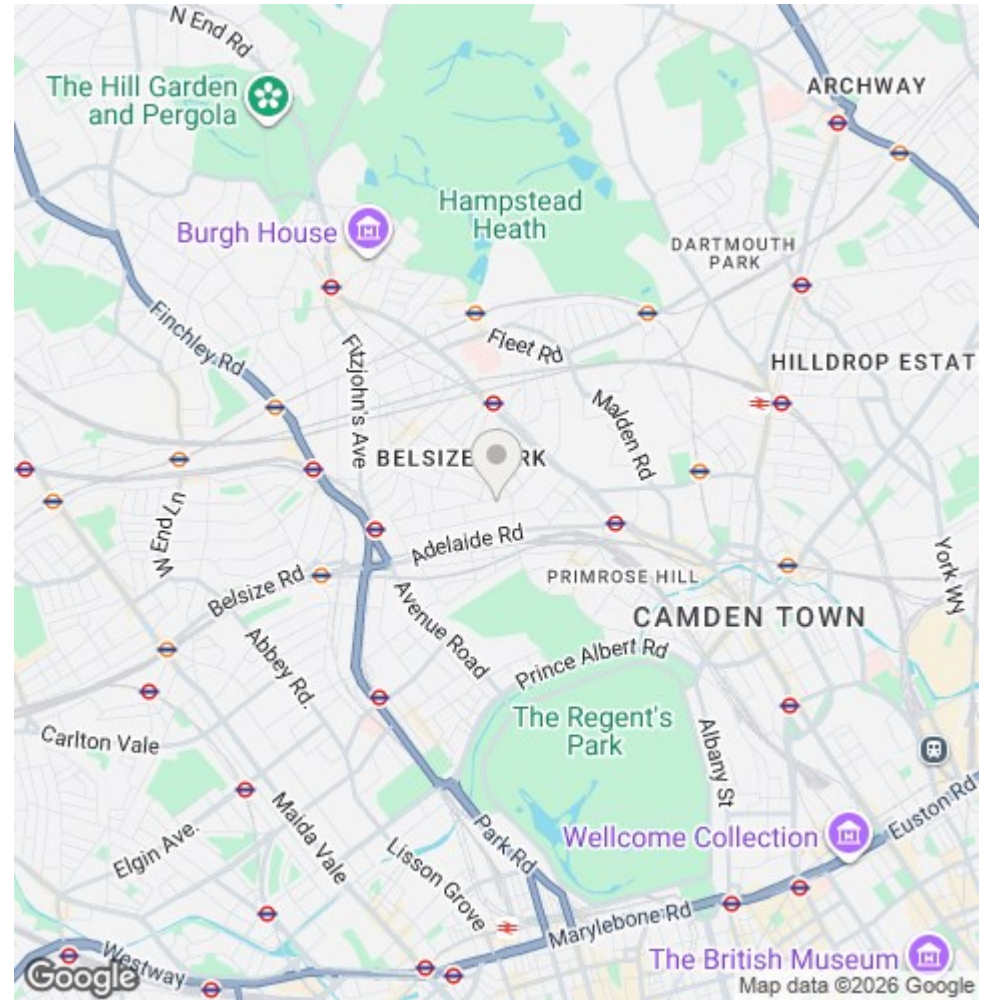 N End Rd
The Hill Garden
and Pergola
ARCHWAY
Hampstead
Heath
Burgh House
DARTMOUTH
PARK
Finchley Rd
Fitzjohn's Ave
Fleet Rd
HILLDROP ESTAT
Malden Rd
BELSIZE RK
W End Ln
Adelaide Rd
York Wy
Belsize Rd
PRIMROSE HILL
Avenue Road
CAMDEN TOWN
Abbey Rd.
Prince Albert Rd
The Regent's
Park
Carlton Vale
Albany St
Maida Vale
Euston Rd
Elgin Ave.
Lisson Grove
Park Rd
Wellcome Collection
Marylebone Rd
Westway
The British Museum
Google
Map data ©2026 Google